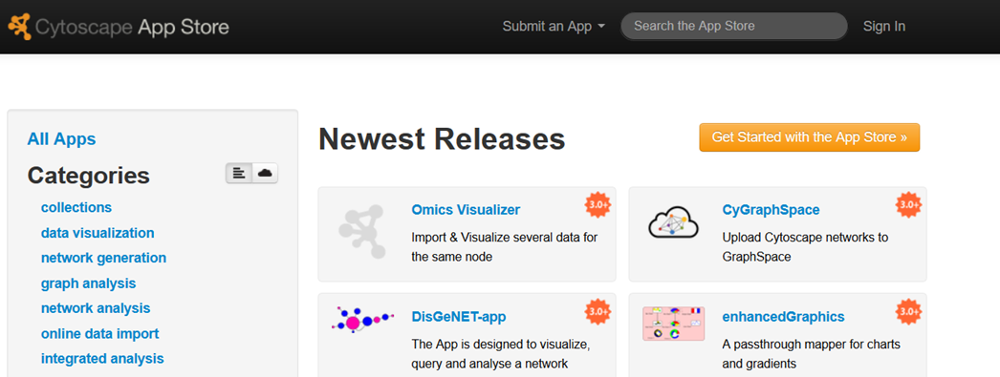 Cytoscape App Store
Submit an App
Search the App Store
Sign In
All Apps
Categories
collections
data visualization
network generation
graph analysis
network analysis
online data import
integrated analysis
Newest Releases
Get Started with the App Store »
Omics Visualizer
3.0+
Import & Visualize several data for
the same node
CyGraphSpace
3.0+
Upload Cytoscape networks to
GraphSpace
DisGeNET-app
3.0+
The App is designed to visualize,
query and analyse a network
enhancedGraphics
3.0+
A passthrough mapper for charts
and gradients